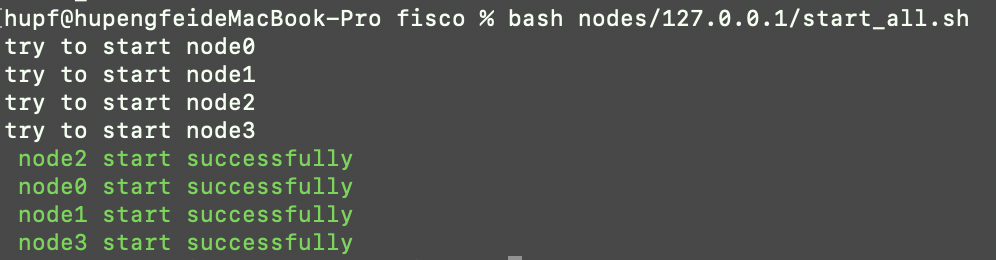 [hupf@hupengfeideMacBook-Pro fisco % bash nodes/127.0.0.1/start_all.sh
try to start node0
try to start node1
try to start node2
try to start node3
node2 start successfully
node0 start successfully
node1 start successfully
node3 start successfully